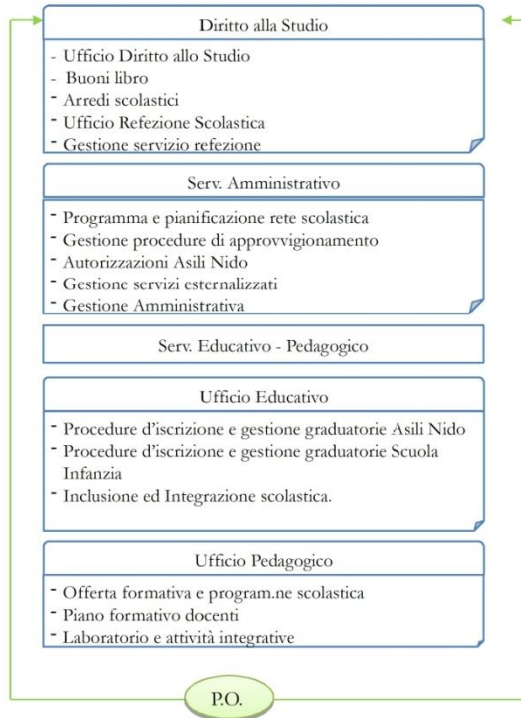 Diritto alla Studio
- Ufficio Diritto allo Studio
- Buoni libro
- Arredi scolastici
- Ufficio Refezione Scolastica
- Gestione servizio refezione
Serv. Amministrativo
- Programma e pianificazione rete scolastica
- Gestione procedure di approvvigionamento
- Autorizzazioni Asili Nido
- Gestione servizi esternalizzati
- Gestione Amministrativa
Serv. Educativo - Pedagogico
Ufficio Educativo
- Procedure d'iscrizione e gestione graduatorie Asili Nido
- Procedure d'iscrizione e gestione graduatorie Scuola
Infanzia
- Inclusione ed Integrazione scolastica.
Ufficio Pedagogico
- Offerta formativa e program.ne scolastica
- Piano formativo docenti
- Laboratorio e attività integrative
P.O.